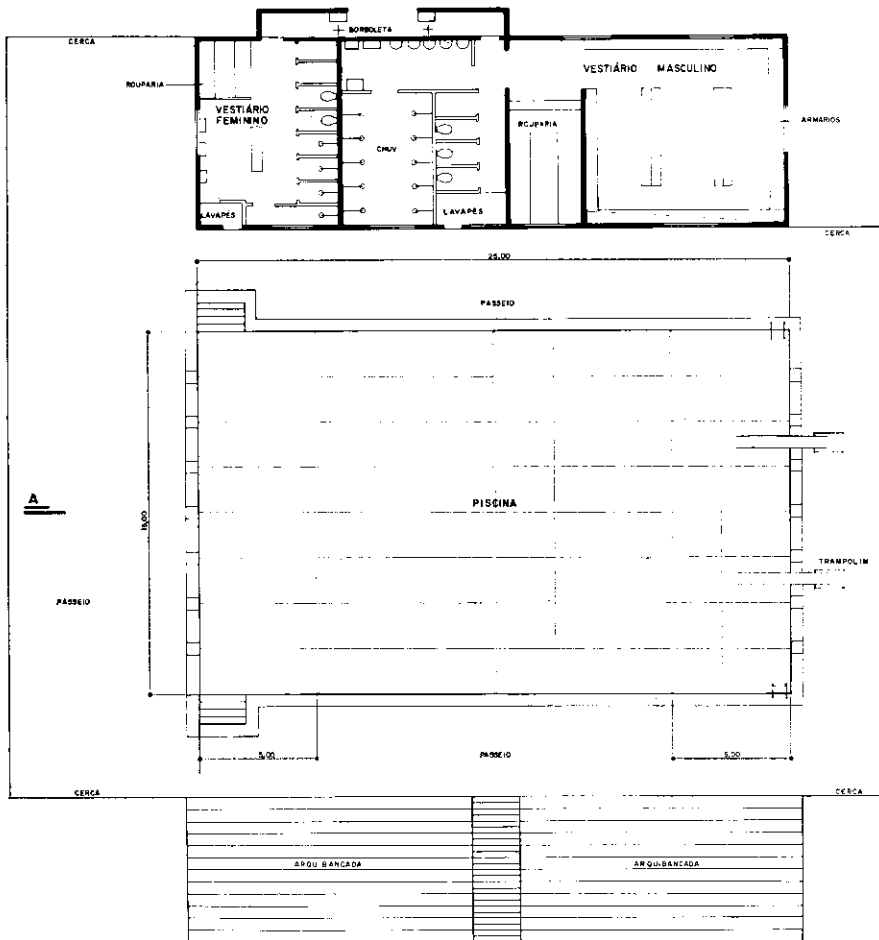 BORBOLETA
CERCA
ROUPARIA
VESTIÁRIO
FEMININO
VESTIÁRIO MASCULINO
ARMARIOS
ROUPARIA
CHUV
LAVAPÉS
LAVAPÉS
CERCA
25,00
PASSEIO
A
PISCINA
TRAMPOLIM
PASSEIO
5,00
PASSEIO
5,00
CERCA
CERCA
ARQUIBANCADA
ARQUIBANCADA